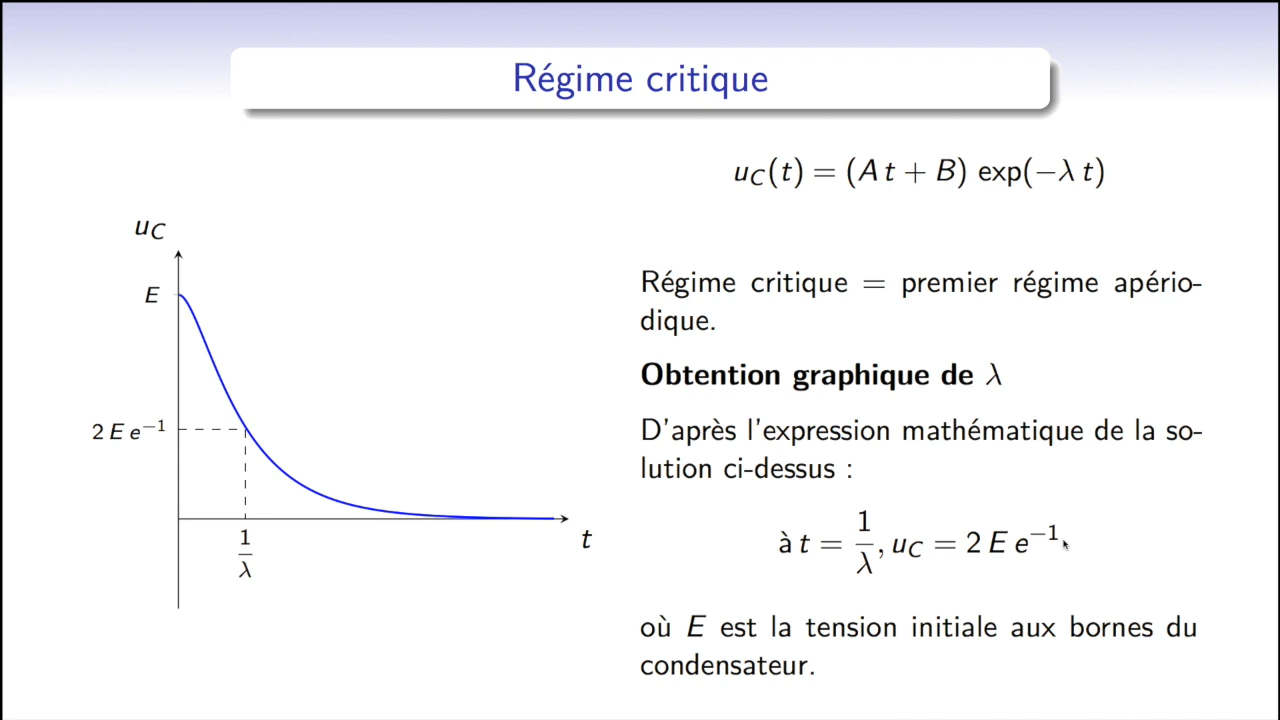 Régime critique
u_C(t) = (A t + B) exp(−λ t)
u_C
E
2 E e^{−1}
1/λ
t
Régime critique = premier régime apério-
dique.
Obtention graphique de λ
D'après l'expression mathématique de la so-
lution ci-dessus :
à t = 1/λ, u_C = 2 E e^{−1}
où E est la tension initiale aux bornes du
condensateur.